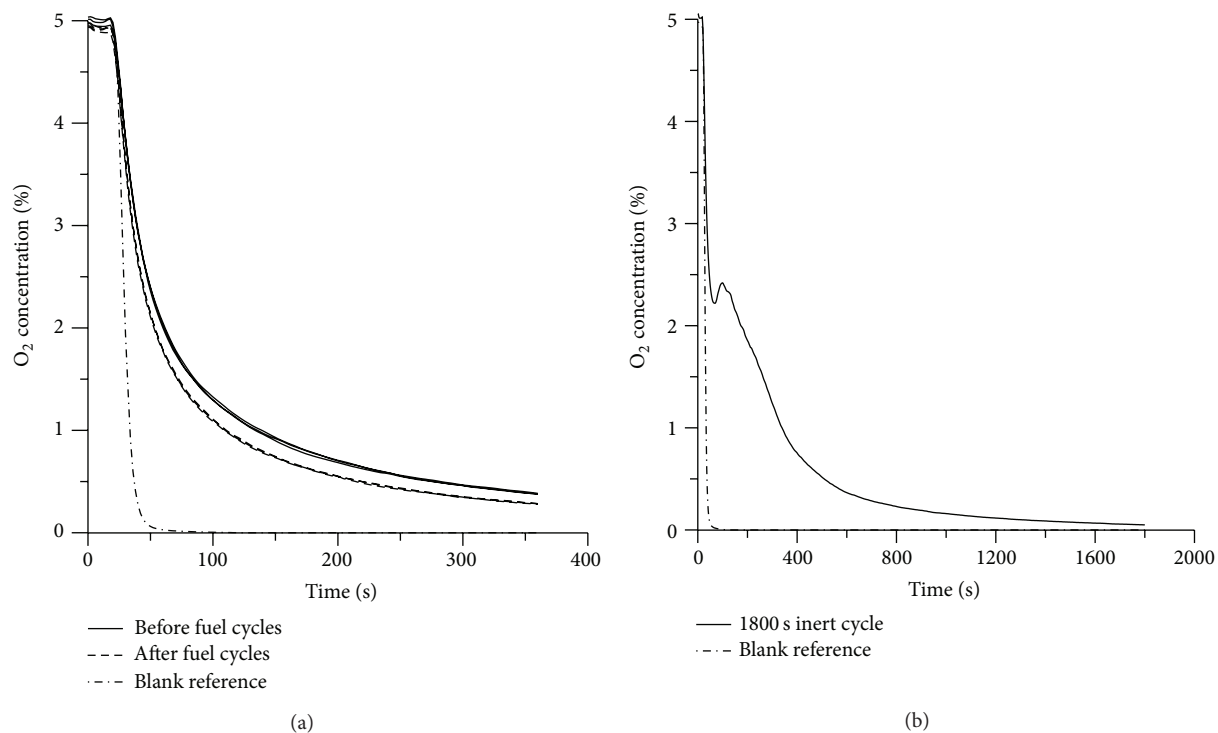 5
4
3
2
1
0
O₂ concentration (%)
0 100 200 300 400
Time (s)
Before fuel cycles
After fuel cycles
Blank reference
(a)
5
4
3
2
1
0
O₂ concentration (%)
0 400 800 1200 1600 2000
Time (s)
1800 s inert cycle
Blank reference
(b)